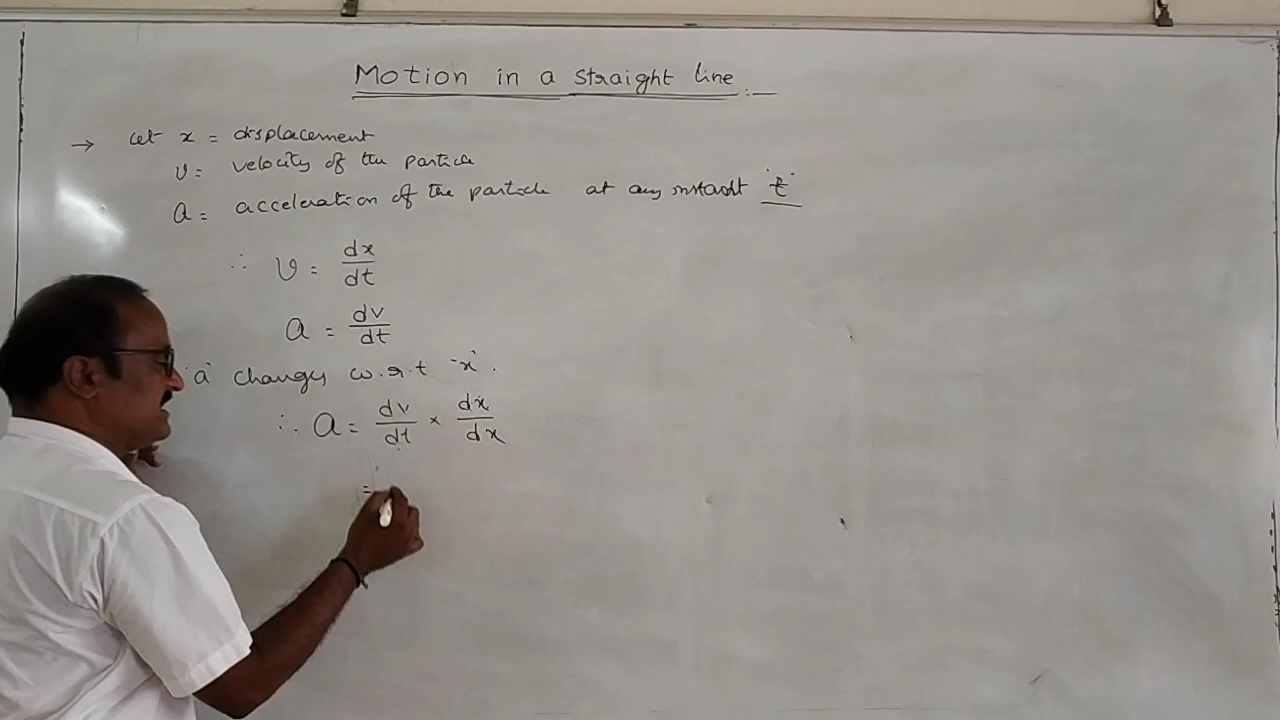 Motion in a straight line :—
→ Let x = displacement
v = velocity of the particle
a = acceleration of the particle at any instant 't'
∴ v = dx/dt
a = dv/dt
'a' changes w.r.t 'x'.
∴ a = dv/dt × dx/dx
=